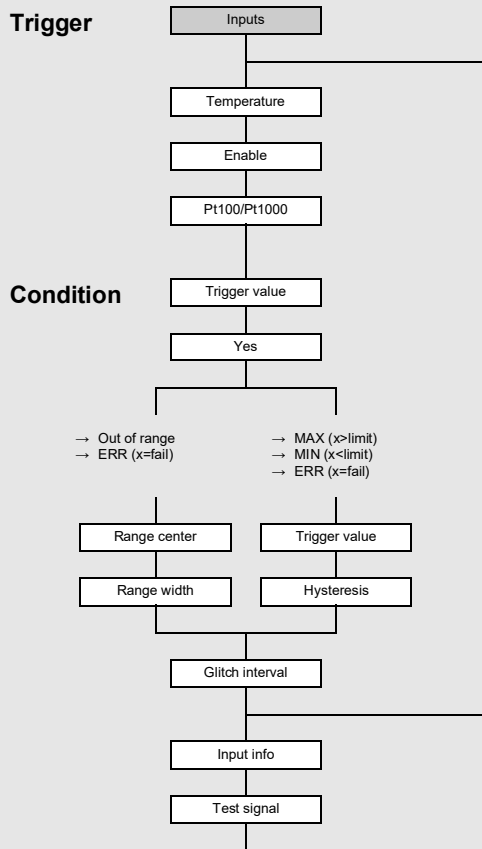 Trigger
Inputs
Temperature
Enable
Pt100/Pt1000
Condition
Trigger value
Yes
→ Out of range
→ ERR (x=fail)
→ MAX (x>limit)
→ MIN (x<limit)
→ ERR (x=fail)
Range center
Trigger value
Range width
Hysteresis
Glitch interval
Input info
Test signal